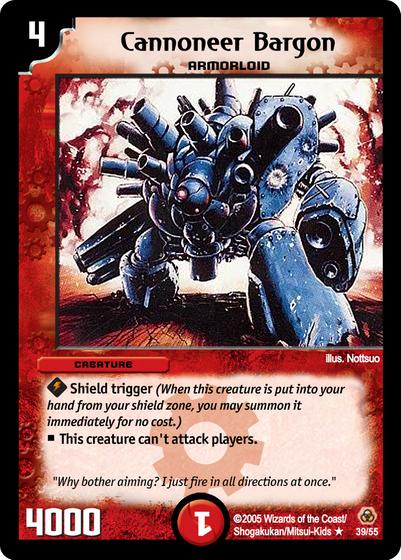 4
Cannoneer Bargon
ARMORLOID
illus. Nottsuo
CREATURE
Shield trigger (When this creature is put into your
hand from your shield zone, you may summon it
immediately for no cost.)
■ This creature can't attack players.
"Why bother aiming? I just fire in all directions at once."
4000
1
©2005 Wizards of the Coast/
Shogakukan/Mitsui-Kids ★ 39/55